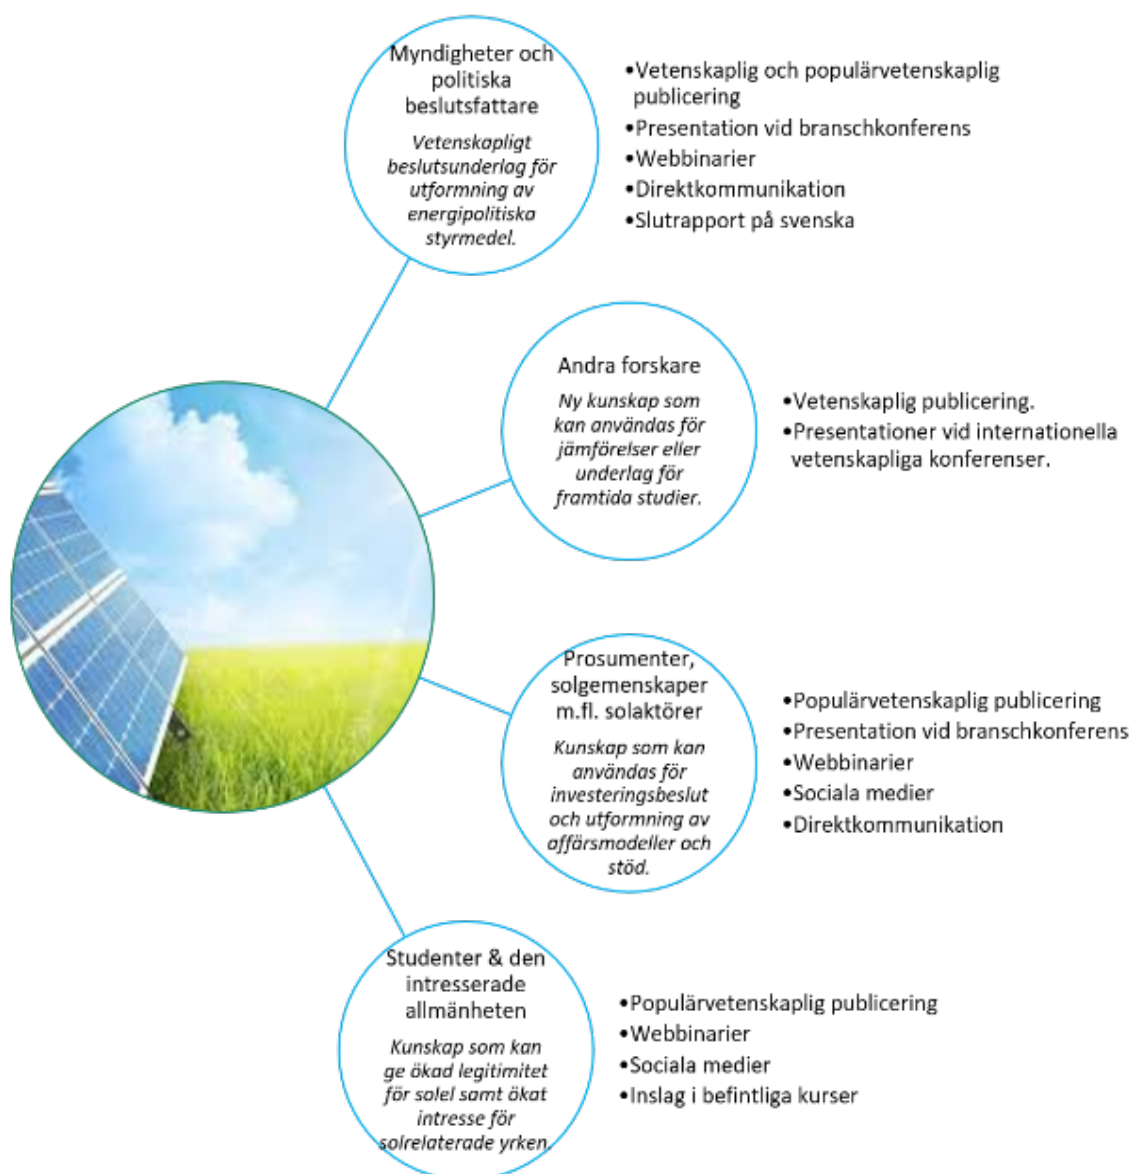 Myndigheter och
politiska
beslutsfattare
Vetenskapligt
beslutsunderlag för
utformning av
energipolitiska
styrmedel.
•Vetenskaplig och populärvetenskaplig
publicering
•Presentation vid branschkonferens
•Webbinarier
•Direktkommunikation
•Slutrapport på svenska
Andra forskare
Ny kunskap som
kan användas för
jämförelser eller
underlag för
framtida studier.
•Vetenskaplig publicering.
•Presentationer vid internationella
vetenskapliga konferenser.
Prosumenter,
solgemenskaper
m.fl. solaktörer
Kunskap som kan
användas för
investeringsbeslut
och utformning av
affärsmodeller och
stöd.
•Populärvetenskaplig publicering
•Presentation vid branschkonferens
•Webbinarier
•Sociala medier
•Direktkommunikation
Studenter & den
intresserade
allmänheten
Kunskap som kan
ge ökad legitimitet
för solel samt ökat
intresse för
solrelaterade yrken.
•Populärvetenskaplig publicering
•Webbinarier
•Sociala medier
•Inslag i befintliga kurser